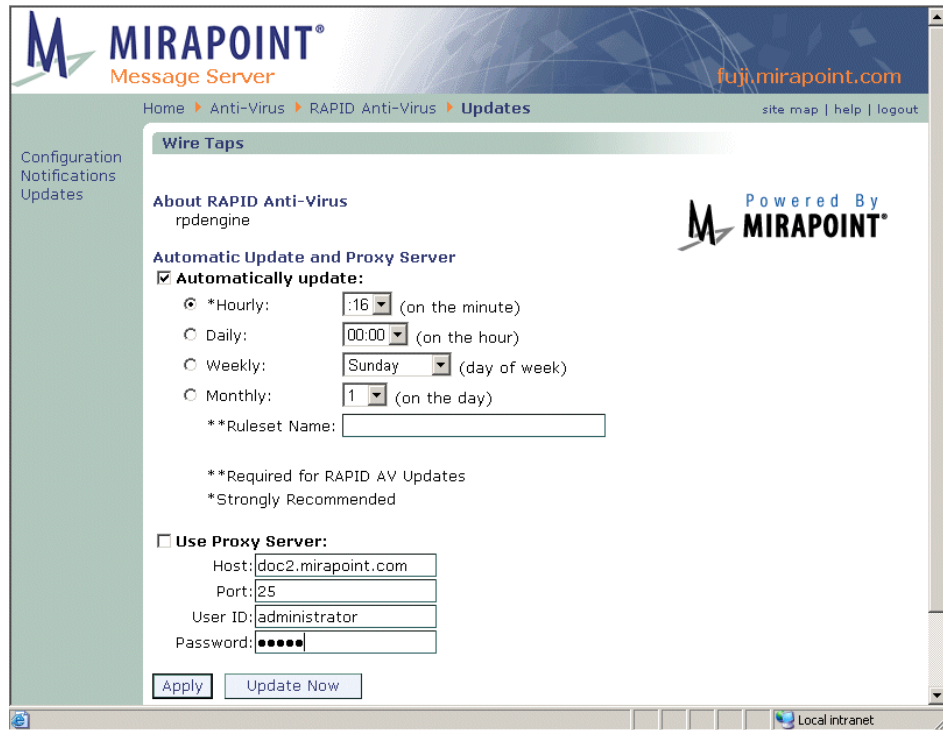 MIRAPOINT®
Message Server
fuji.mirapoint.com
Home Anti-Virus RAPID Anti-Virus Updates
site map | help | logout
Configuration
Notifications
Updates
Wire Taps
About RAPID Anti-Virus
rpdengine
Powered By
MIRAPOINT®
Automatic Update and Proxy Server
Automatically update:
*Hourly: :16 (on the minute)
Daily: 00:00 (on the hour)
Weekly: Sunday (day of week)
Monthly: 1 (on the day)
**Ruleset Name:
**Required for RAPID AV Updates
*Strongly Recommended
Use Proxy Server:
Host: doc2.mirapoint.com
Port: 25
User ID: administrator
Password: •••••
Apply Update Now
Local intranet